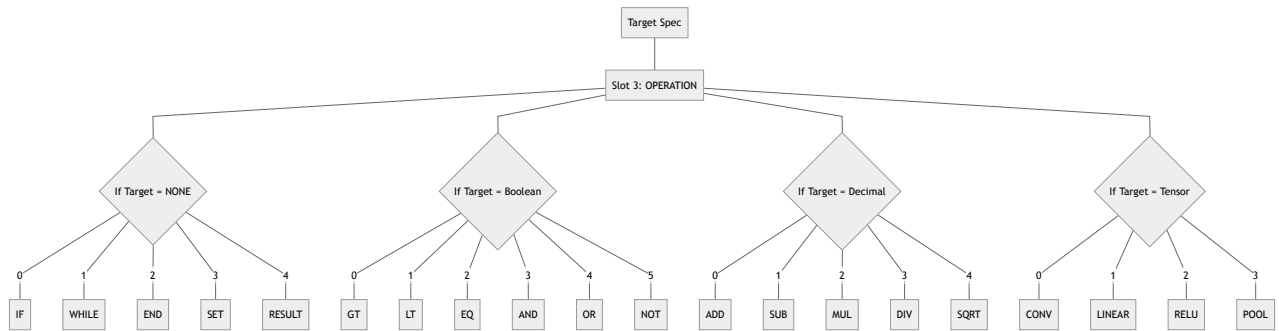 Target Spec
Slot 3: OPERATION
If Target = NONE
If Target = Boolean
If Target = Decimal
If Target = Tensor
0 1 2 3 4 0 1 2 3 4 5 0 1 2 3 4 0 1 2 3
IF WHILE END SET RESULT GT LT EQ AND OR NOT ADD SUB MUL DIV SQRT CONV LINEAR RELU POOL